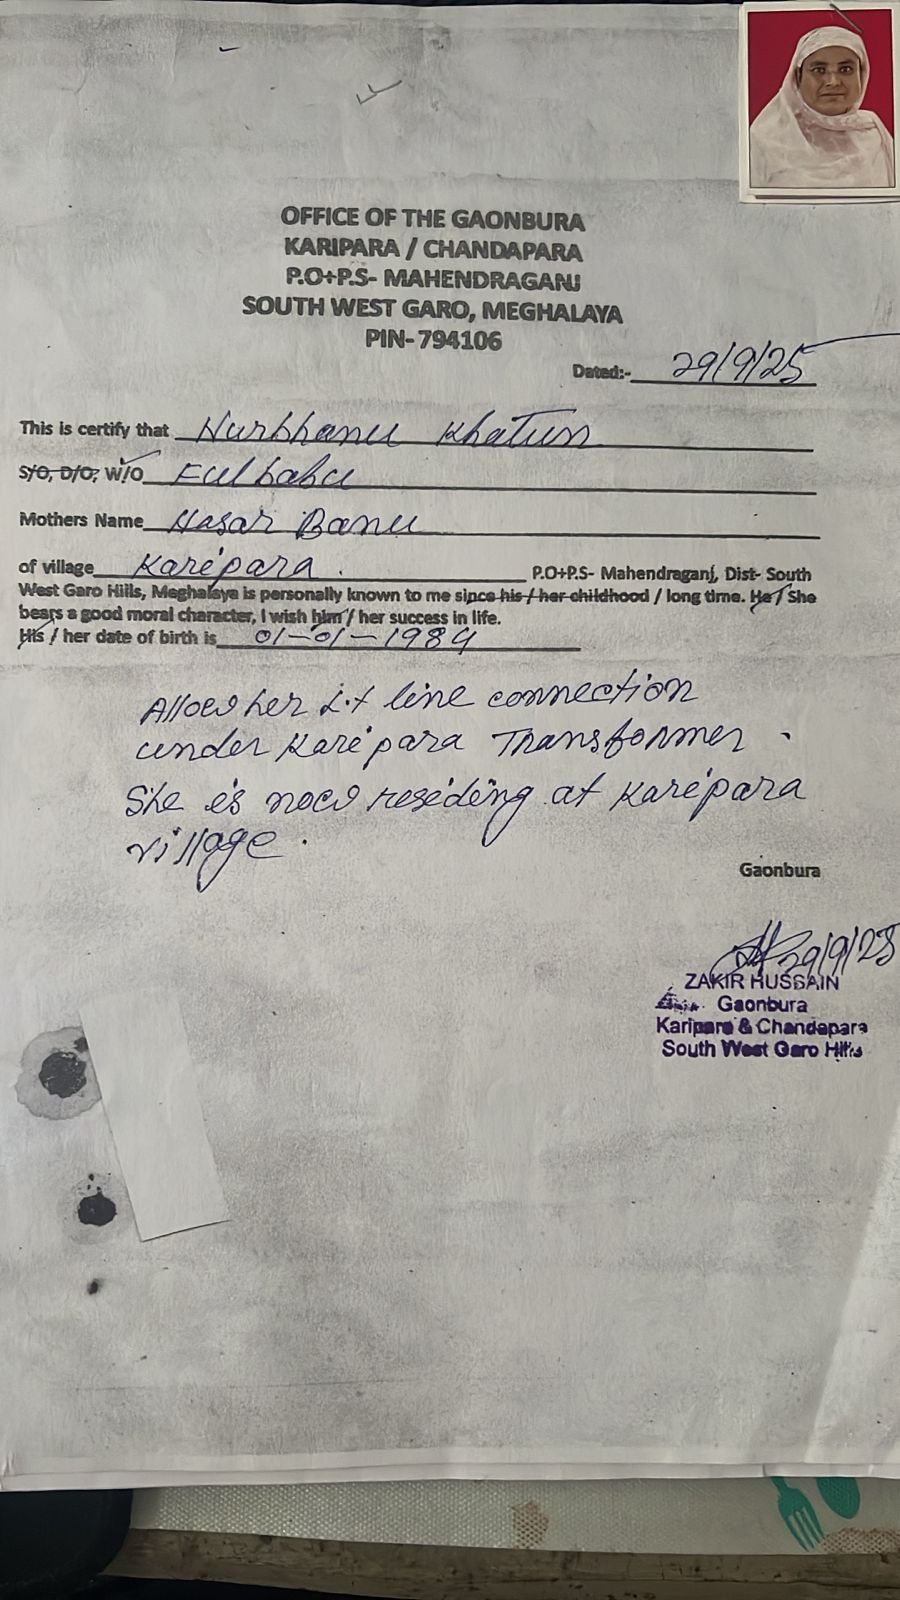 OFFICE OF THE GAONBURA
KARIPARA / CHANDAPARA
P.O+P.S- MAHENDRAGANJ
SOUTH WEST GARO, MEGHALAYA
PIN- 794106
Dated:- 29/9/25
This is certify that Nurbhanu Khatun
S/O, D/O, W/O Fulbabu
Mothers Name Hasar Banu
of village Karipara. P.O+P.S- Mahendraganj, Dist- South
West Garo Hills, Meghalaya is personally known to me since his / her childhood / long time. He / She
bears a good moral character, I wish him / her success in life.
His / her date of birth is 01-01-1984
Allow her L.t line connection
under Karipara Transformer.
She is now residing at Karipara
village.
Gaonbura
29/9/25
ZAKIR HUSSAIN
Gaonbura
Karipara & Chandapara
South West Garo Hills